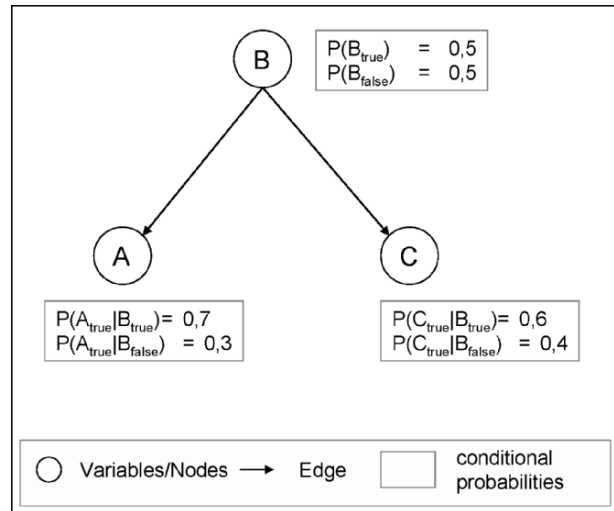 B
P(B_true) = 0,5
P(B_false) = 0,5
A
C
P(A_true|B_true)= 0,7
P(A_true|B_false) = 0,3
P(C_true|B_true)= 0,6
P(C_true|B_false) = 0,4
Variables/Nodes
Edge
conditional
probabilities